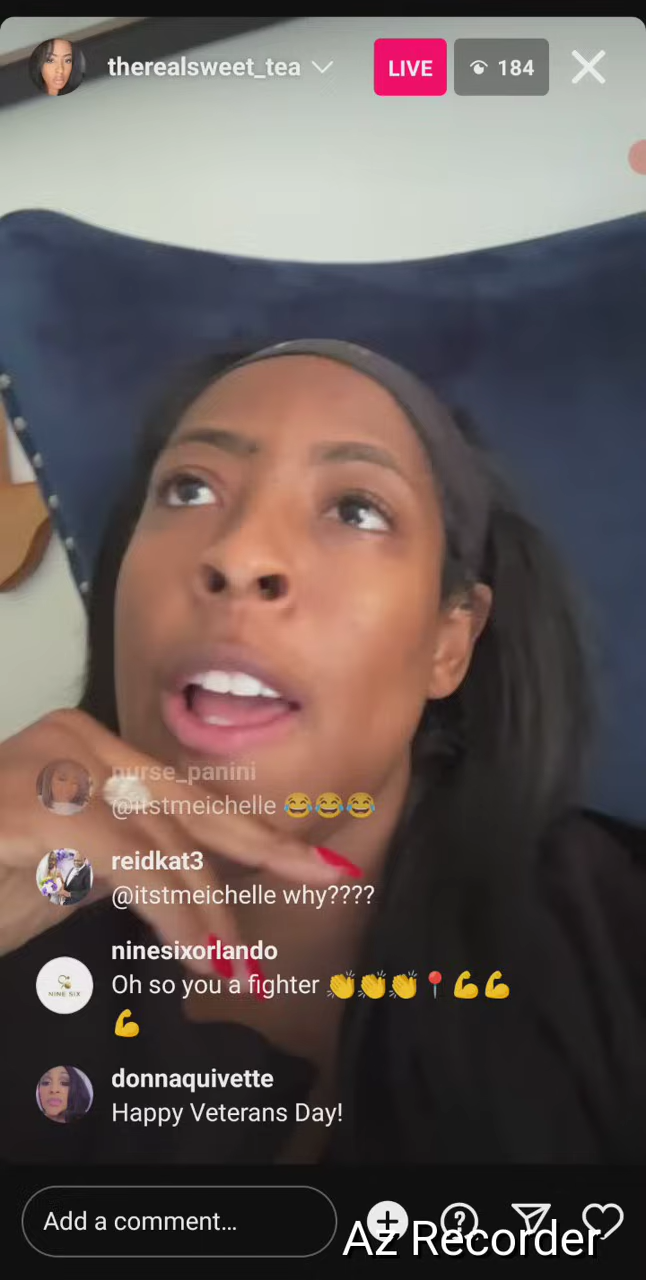 therealsweet_tea
LIVE
184
nurse_panini
@itstmeichelle 😂😂😂
reidkat3
@itstmeichelle why????
ninesixorlando
Oh so you a fighter 👏👏👏📍💪💪
💪
NINE SIX
donnaquivette
Happy Veterans Day!
Add a comment...
Az Recorder